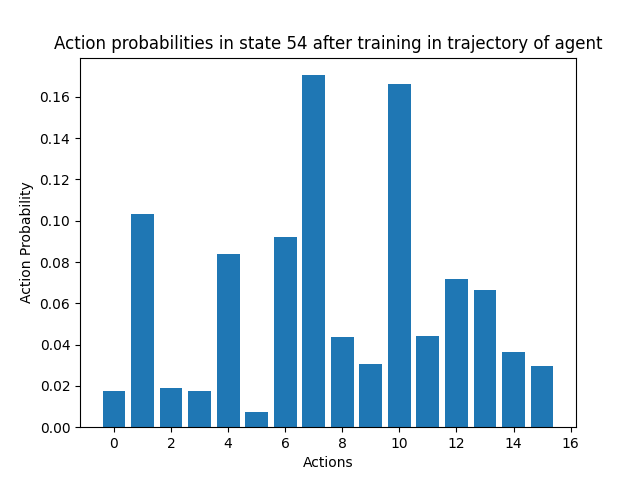 Action probabilities in state 54 after training in trajectory of agent
Action Probability
0.16
0.14
0.12
0.10
0.08
0.06
0.04
0.02
0.00
0 2 4 6 8 10 12 14 16
Actions